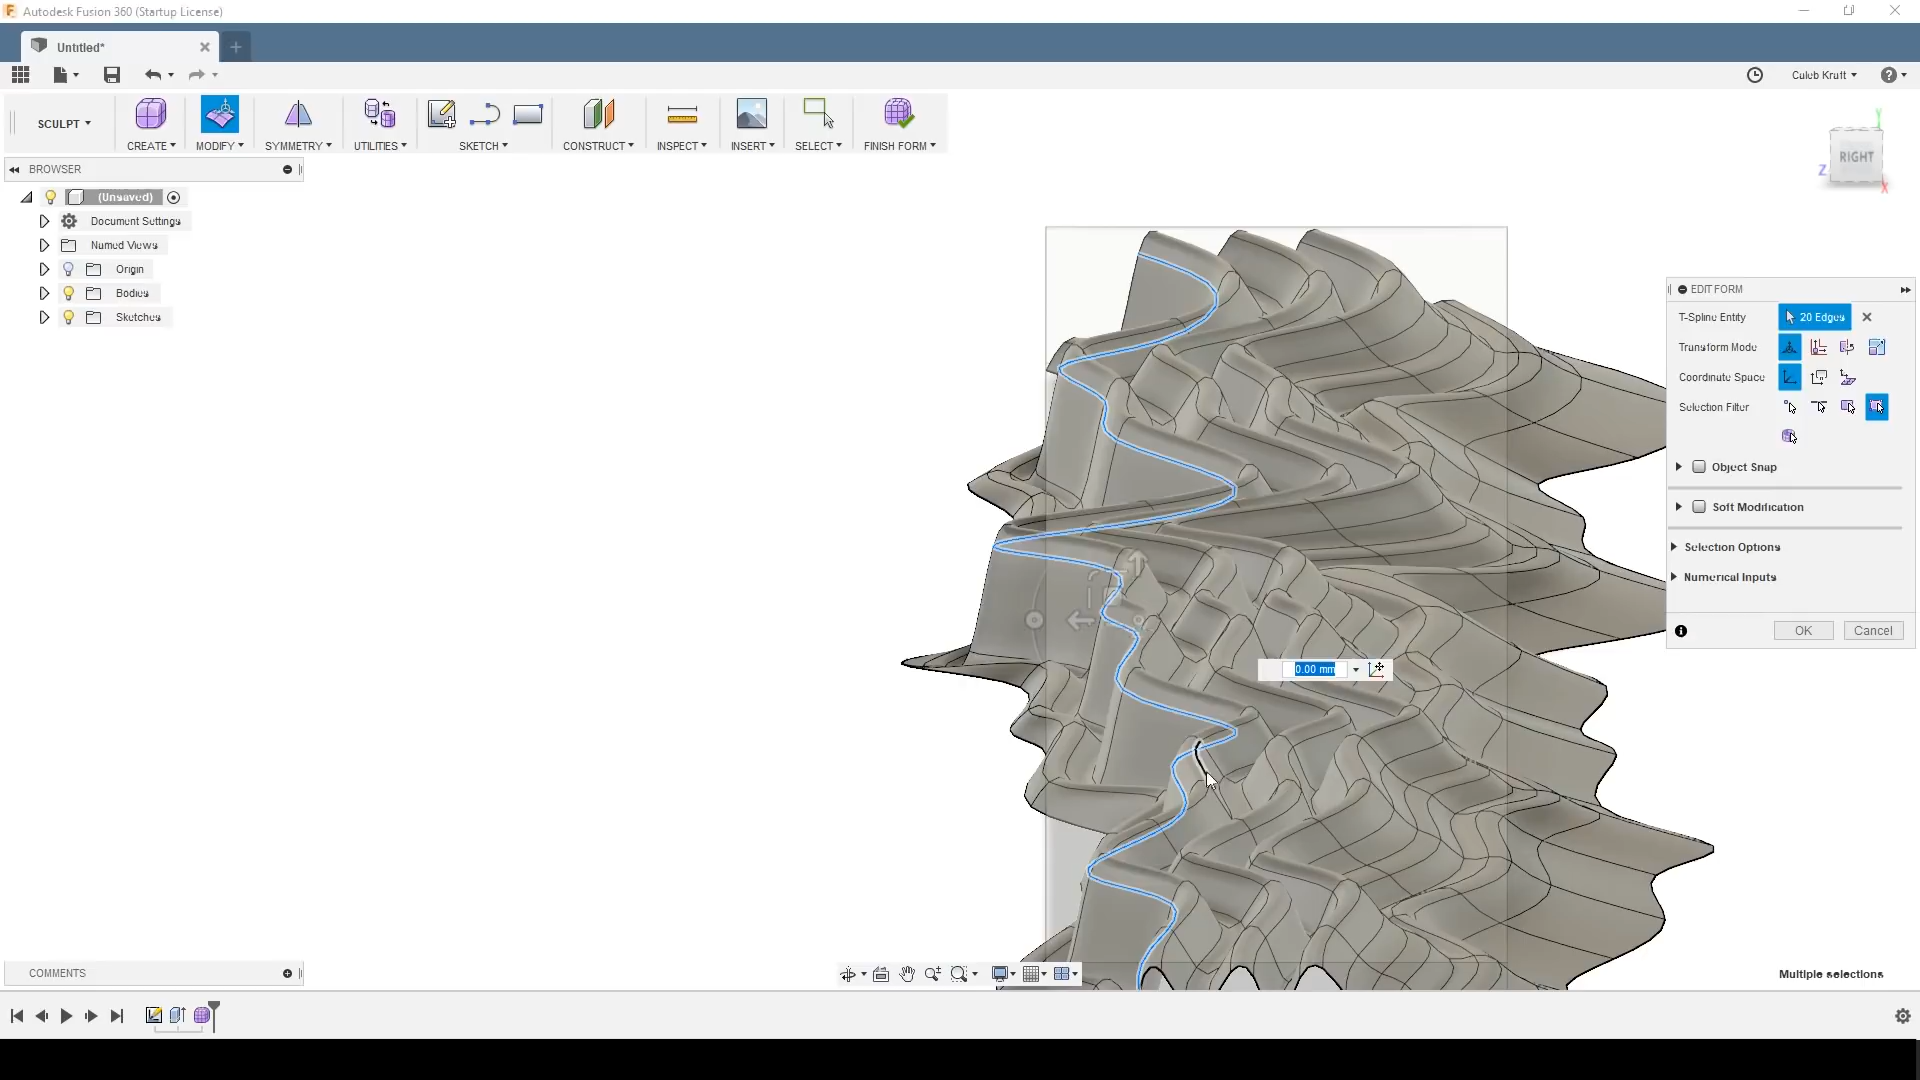 Autodesk Fusion 360 (Startup License)
Untitled*
Caleb Kraft
SCULPT
CREATE
MODIFY
SYMMETRY
UTILITIES
SKETCH
CONSTRUCT
INSPECT
INSERT
SELECT
FINISH FORM
BROWSER
(Unsaved)
Document Settings
Named Views
Origin
Bodies
Sketches
Y
RIGHT
Z
X
EDIT FORM
T-Spline Entity
20 Edges
Transform Mode
Coordinate Space
Selection Filter
Object Snap
Soft Modification
Selection Options
Numerical Inputs
OK
Cancel
0.00 mm
COMMENTS
Multiple selections